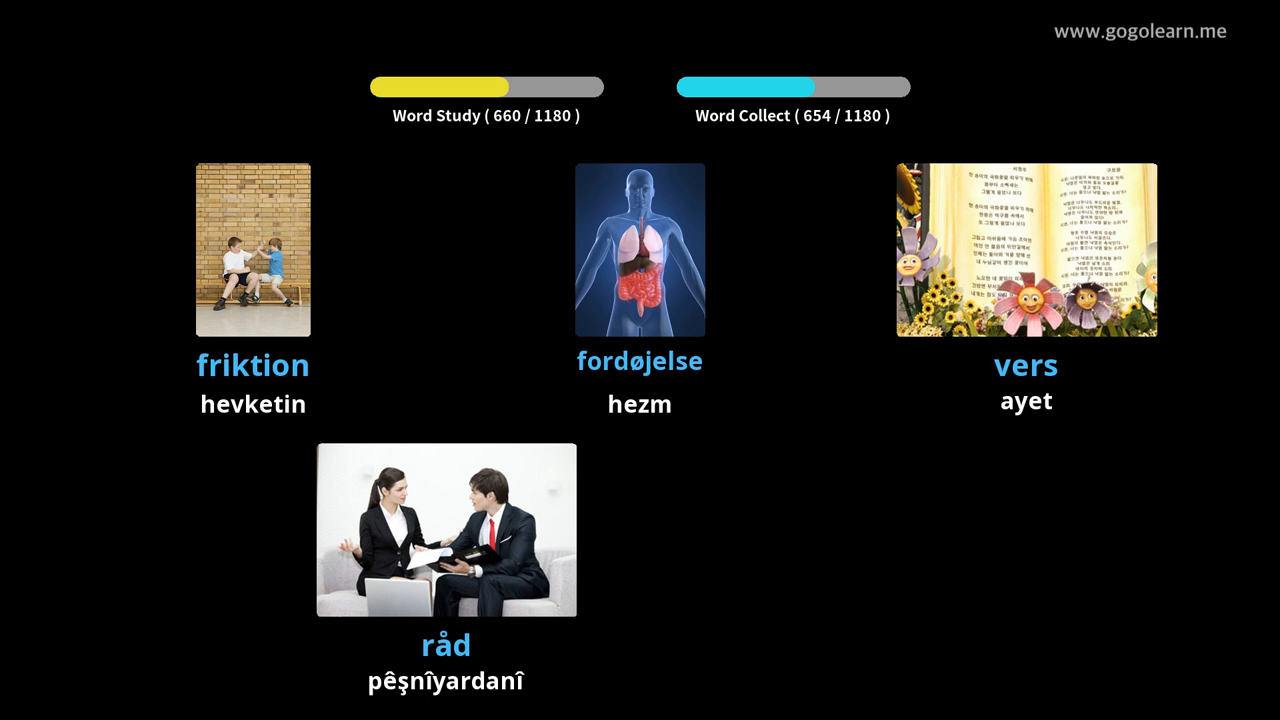 www.gogolearn.me
Word Study ( 660 / 1180 )
Word Collect ( 654 / 1180 )
friktion
hevketin
fordøjelse
hezm
vers
ayet
råd
pêşnîyardanî